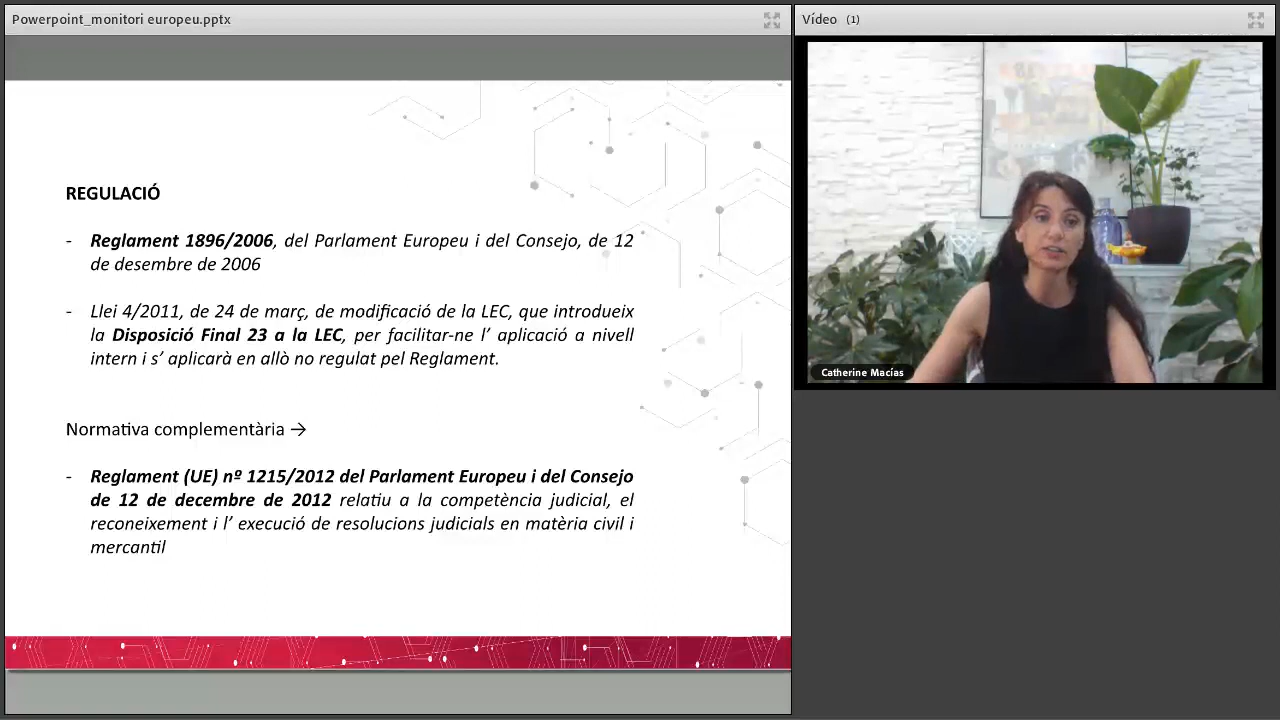 Powerpoint_monitori europeu.pptx
Vídeo (1)
REGULACIÓ
- Reglament 1896/2006, del Parlament Europeu i del Consejo, de 12
de desembre de 2006
- Llei 4/2011, de 24 de març, de modificació de la LEC, que introdueix
la Disposició Final 23 a la LEC, per facilitar-ne l’ aplicació a nivell
intern i s’ aplicarà en allò no regulat pel Reglament.
Normativa complementària →
- Reglament (UE) nº 1215/2012 del Parlament Europeu i del Consejo
de 12 de decembre de 2012 relatiu a la competència judicial, el
reconeixement i l’ execució de resolucions judicials en matèria civil i
mercantil
Catherine Macías